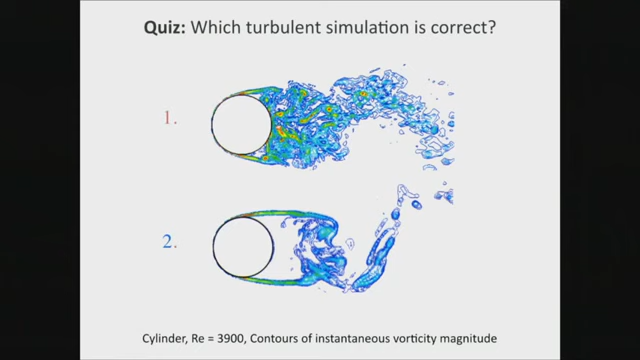 Quiz: Which turbulent simulation is correct?
1.
2.
Cylinder, Re = 3900, Contours of instantaneous vorticity magnitude